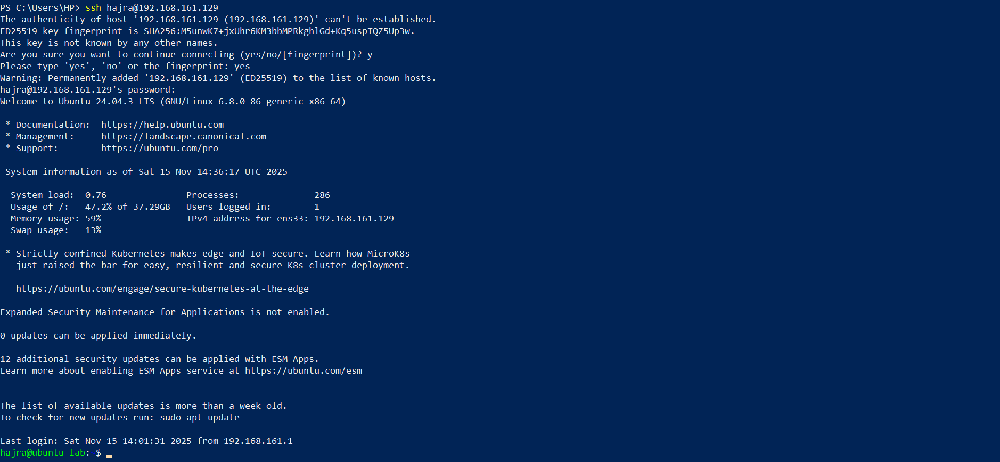 PS C:\Users\HP> ssh hajra@192.168.161.129
The authenticity of host '192.168.161.129 (192.168.161.129)' can't be established.
ED25519 key fingerprint is SHA256:M5unwK7+jxUhr6KM3bbMPRkghlGd+Kq5uspTQZ5Up3w.
This key is not known by any other names.
Are you sure you want to continue connecting (yes/no/[fingerprint])? y
Please type 'yes', 'no' or the fingerprint: yes
Warning: Permanently added '192.168.161.129' (ED25519) to the list of known hosts.
hajra@192.168.161.129's password:
Welcome to Ubuntu 24.04.3 LTS (GNU/Linux 6.8.0-86-generic x86_64)

 * Documentation:  https://help.ubuntu.com
 * Management:     https://landscape.canonical.com
 * Support:        https://ubuntu.com/pro

 System information as of Sat 15 Nov 14:36:17 UTC 2025

  System load:  0.76               Processes:              286
  Usage of /:   47.2% of 37.29GB   Users logged in:        1
  Memory usage: 59%                IPv4 address for ens33: 192.168.161.129
  Swap usage:   13%

 * Strictly confined Kubernetes makes edge and IoT secure. Learn how MicroK8s
   just raised the bar for easy, resilient and secure K8s cluster deployment.

   https://ubuntu.com/engage/secure-kubernetes-at-the-edge

Expanded Security Maintenance for Applications is not enabled.

0 updates can be applied immediately.

12 additional security updates can be applied with ESM Apps.
Learn more about enabling ESM Apps service at https://ubuntu.com/esm


The list of available updates is more than a week old.
To check for new updates run: sudo apt update

Last login: Sat Nov 15 14:01:31 2025 from 192.168.161.1
hajra@ubuntu-lab: $